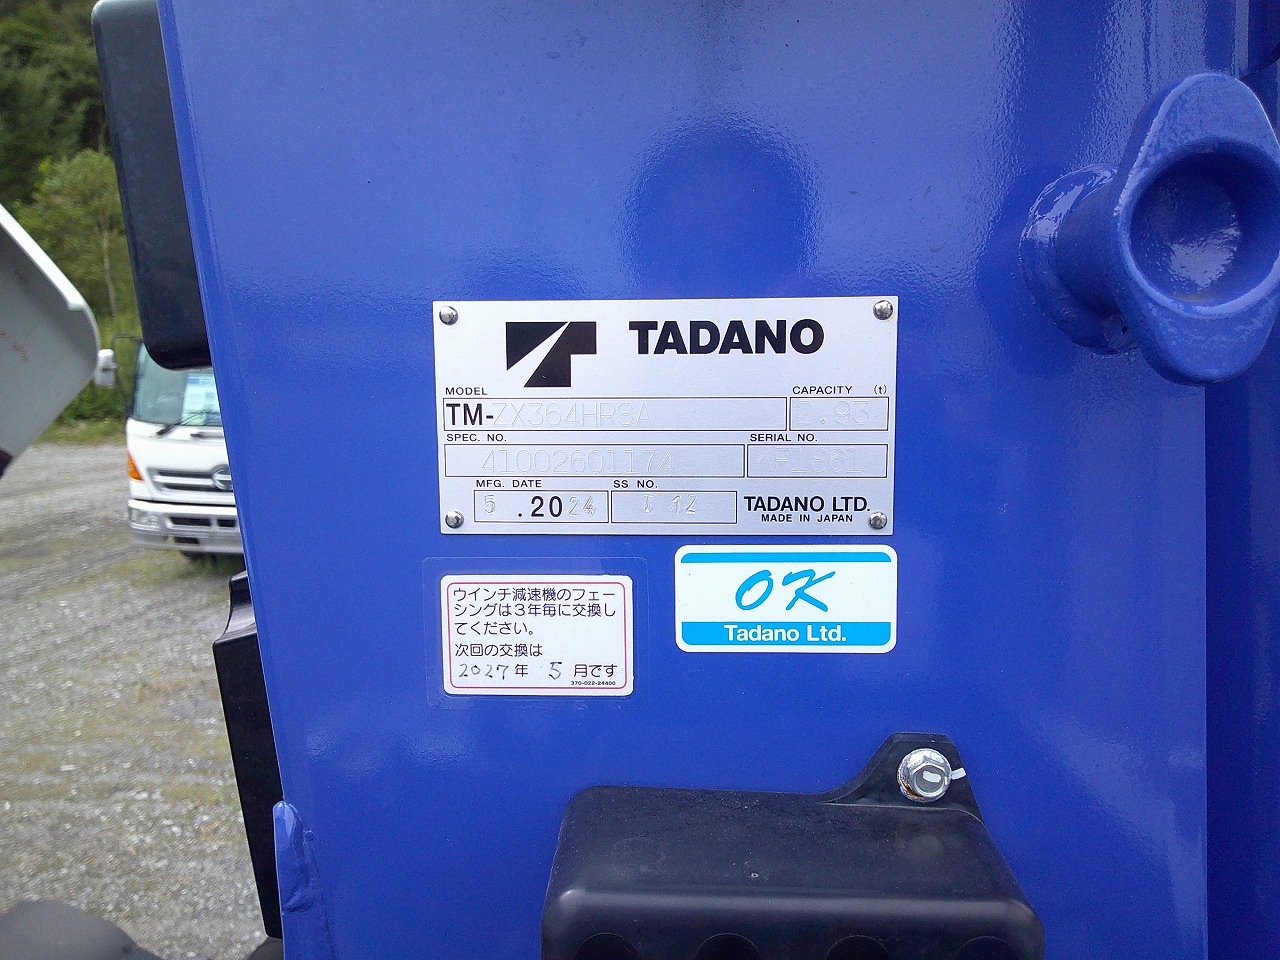 TADANO
MODEL
CAPACITY (t)
TM-ZX364HRSA
2.93
SPEC. NO.
SERIAL NO.
41002601174
MFG. DATE
SS NO.
5 .2024
12
TADANO LTD.
MADE IN JAPAN
ウインチ減速機のフェー
シングは3年毎に交換し
てください。
次回の交換は
2027年 5 月です
370-022-24400
OK
Tadano Ltd.